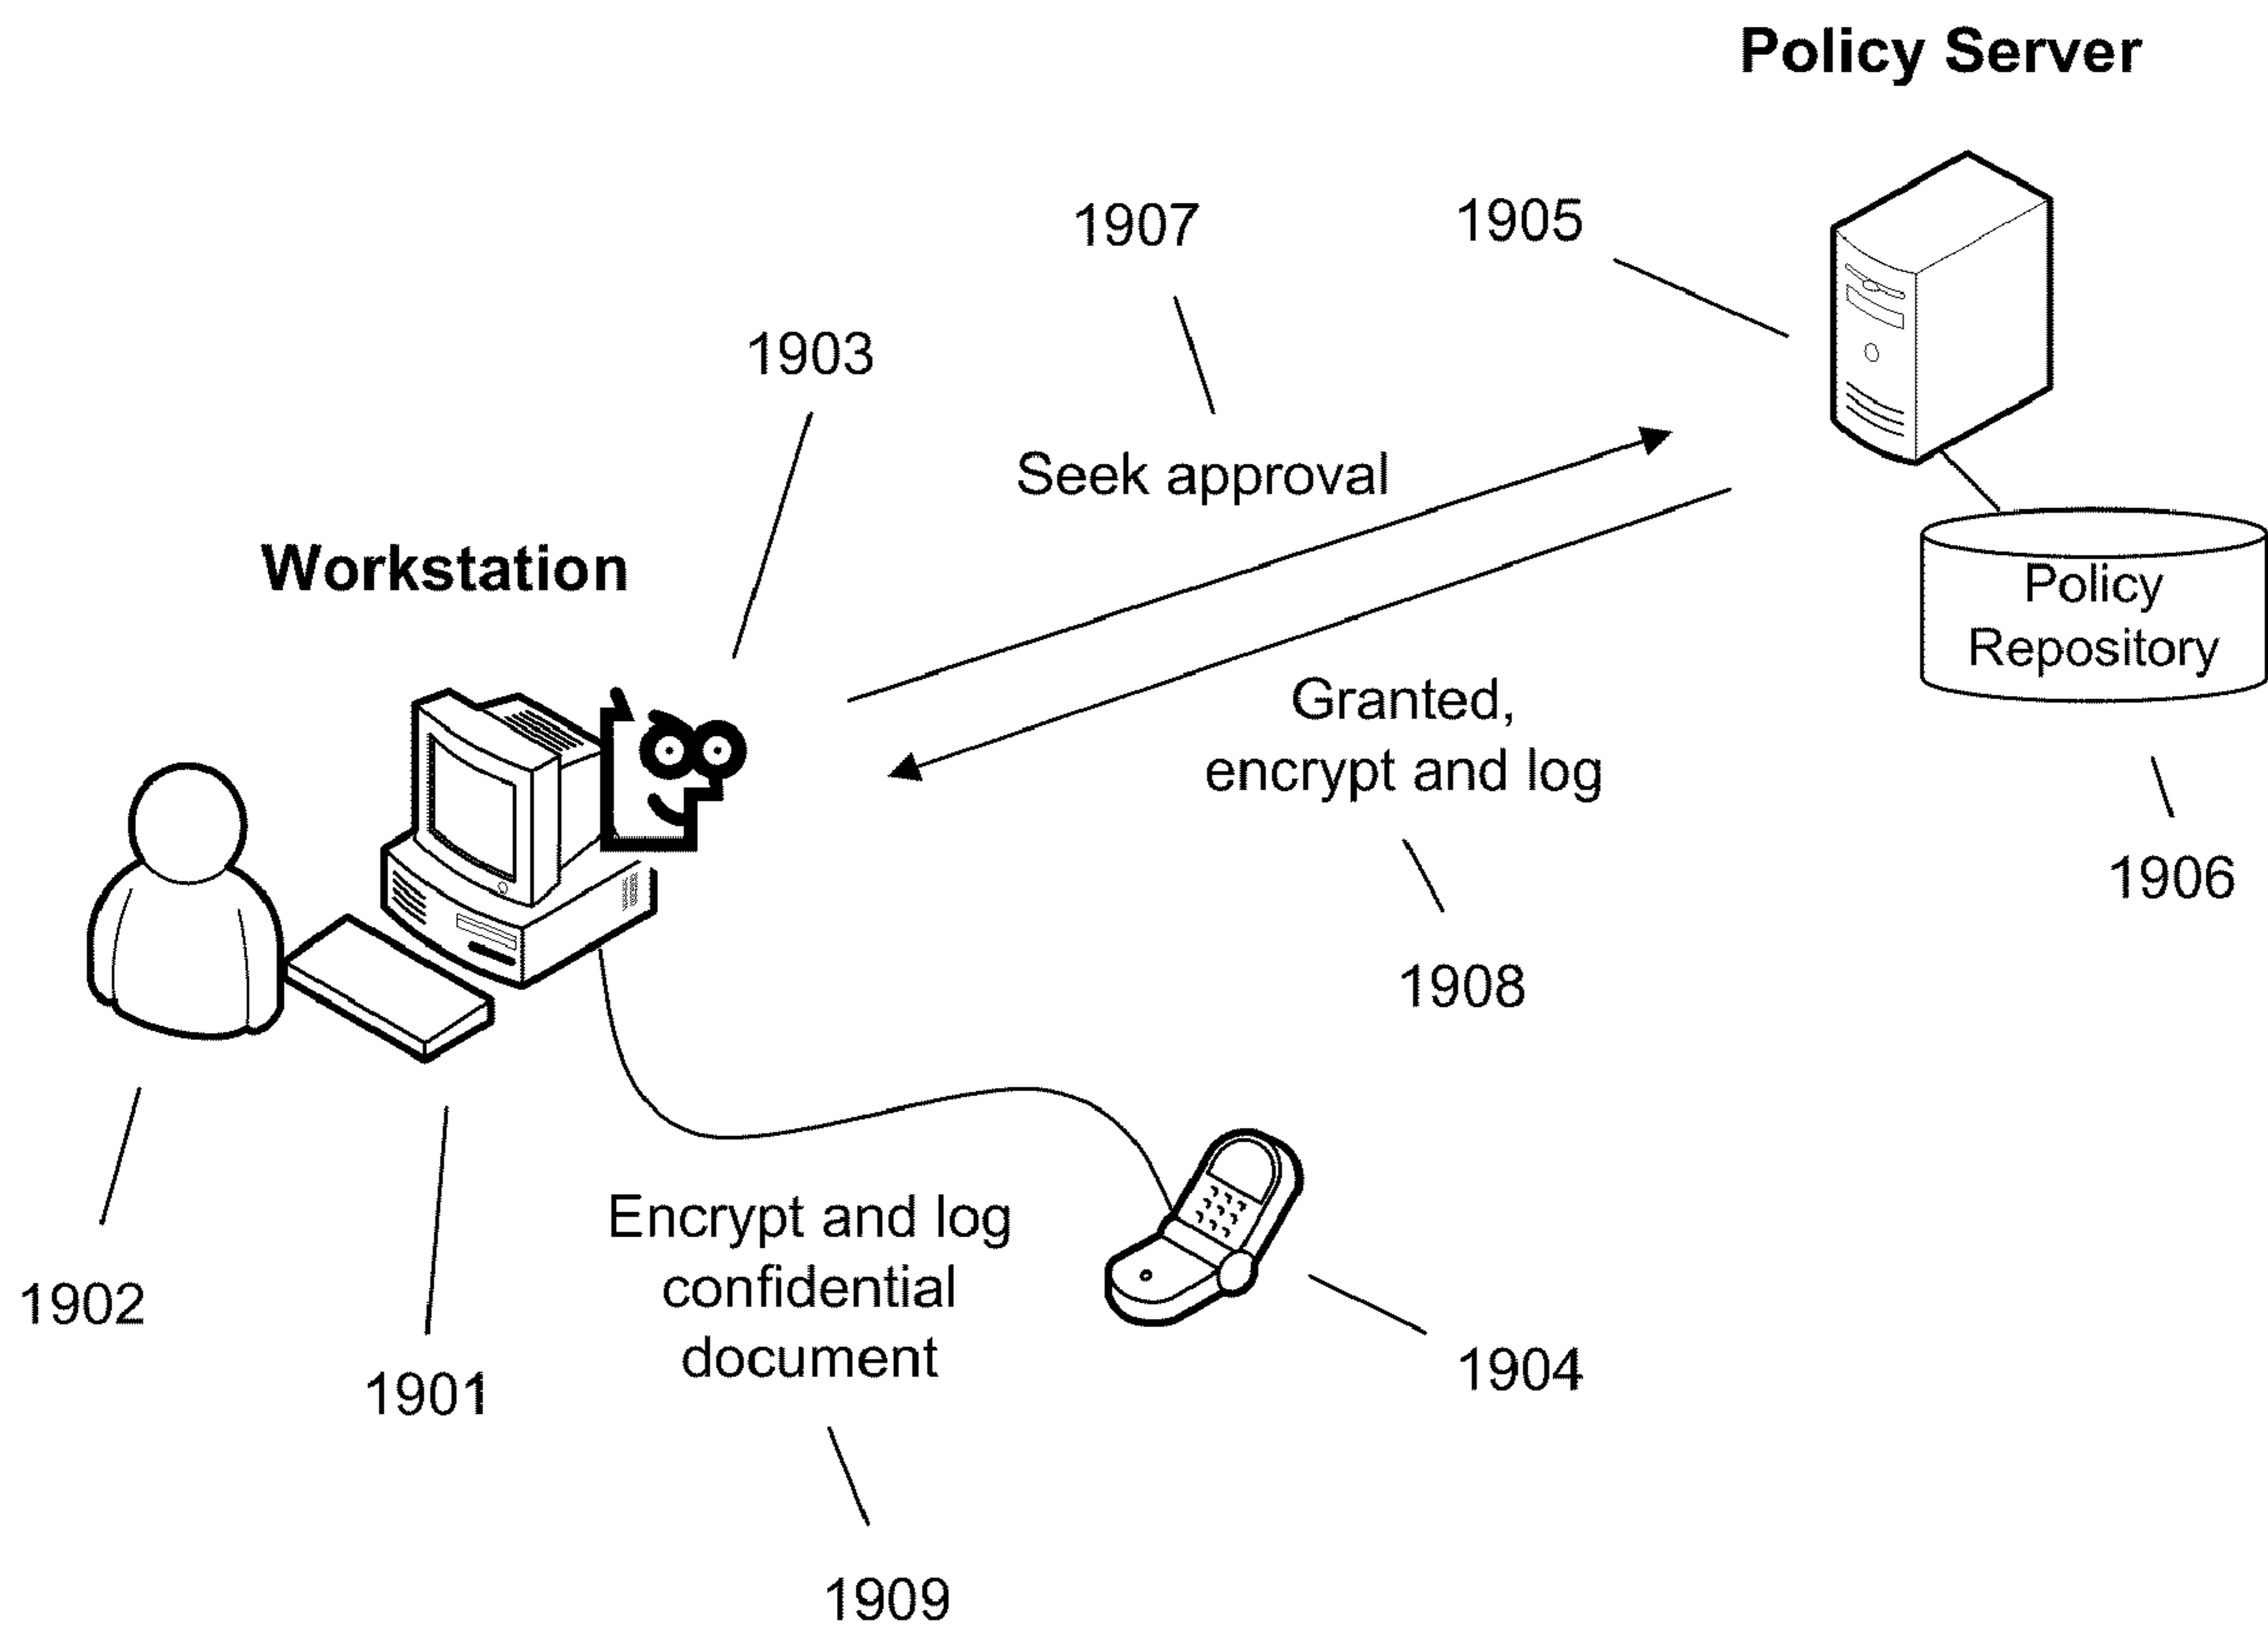 Policy Server
1907
1905
1903
Seek approval
Workstation
Policy
Repository
Granted,
encrypt and log
1906
1908
Encrypt and log
confidential
document
1902
1901
1904
1909